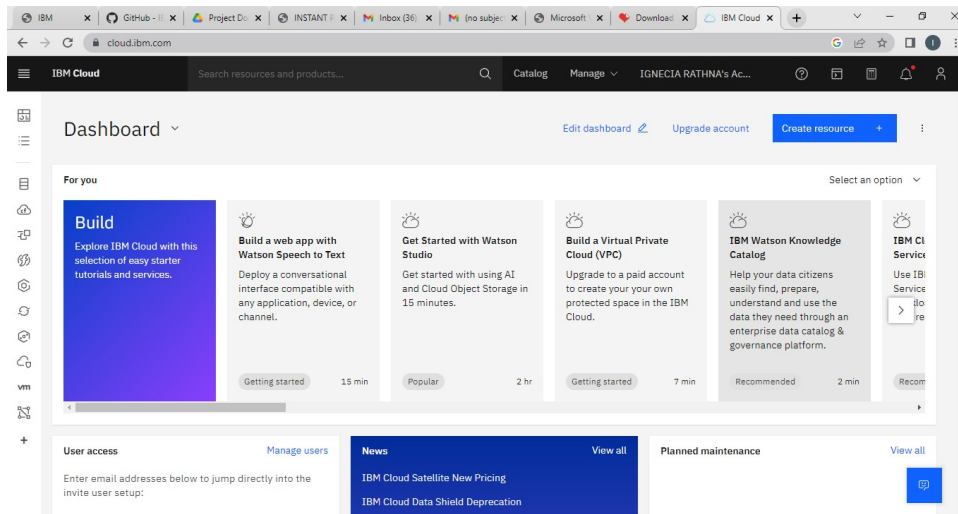 IBM
GitHub - I
Project Do
INSTANT
Inbox (36)
(no subjec
Microsoft
Download
IBM Cloud
cloud.ibm.com
IBM Cloud
Search resources and products...
Catalog
Manage
IGNECIA RATHNA's Ac...
Dashboard
Edit dashboard
Upgrade account
Create resource +
For you
Select an option
Build
Explore IBM Cloud with this
selection of easy starter
tutorials and services.
Build a web app with
Watson Speech to Text
Deploy a conversational
interface compatible with
any application, device, or
channel.
Getting started
15 min
Get Started with Watson
Studio
Get started with using AI
and Cloud Object Storage in
15 minutes.
Popular
2 hr
Build a Virtual Private
Cloud (VPC)
Upgrade to a paid account
to create your your own
protected space in the IBM
Cloud.
Getting started
7 min
IBM Watson Knowledge
Catalog
Help your data citizens
easily find, prepare,
understand and use the
data they need through an
enterprise data catalog &
governance platform.
Recommended
2 min
IBM Cl
Service
Use IBI
Service
re
Recom
vm
User access
Manage users
Enter email addresses below to jump directly into the
invite user setup:
News
View all
IBM Cloud Satellite New Pricing
IBM Cloud Data Shield Deprecation
Planned maintenance
View all